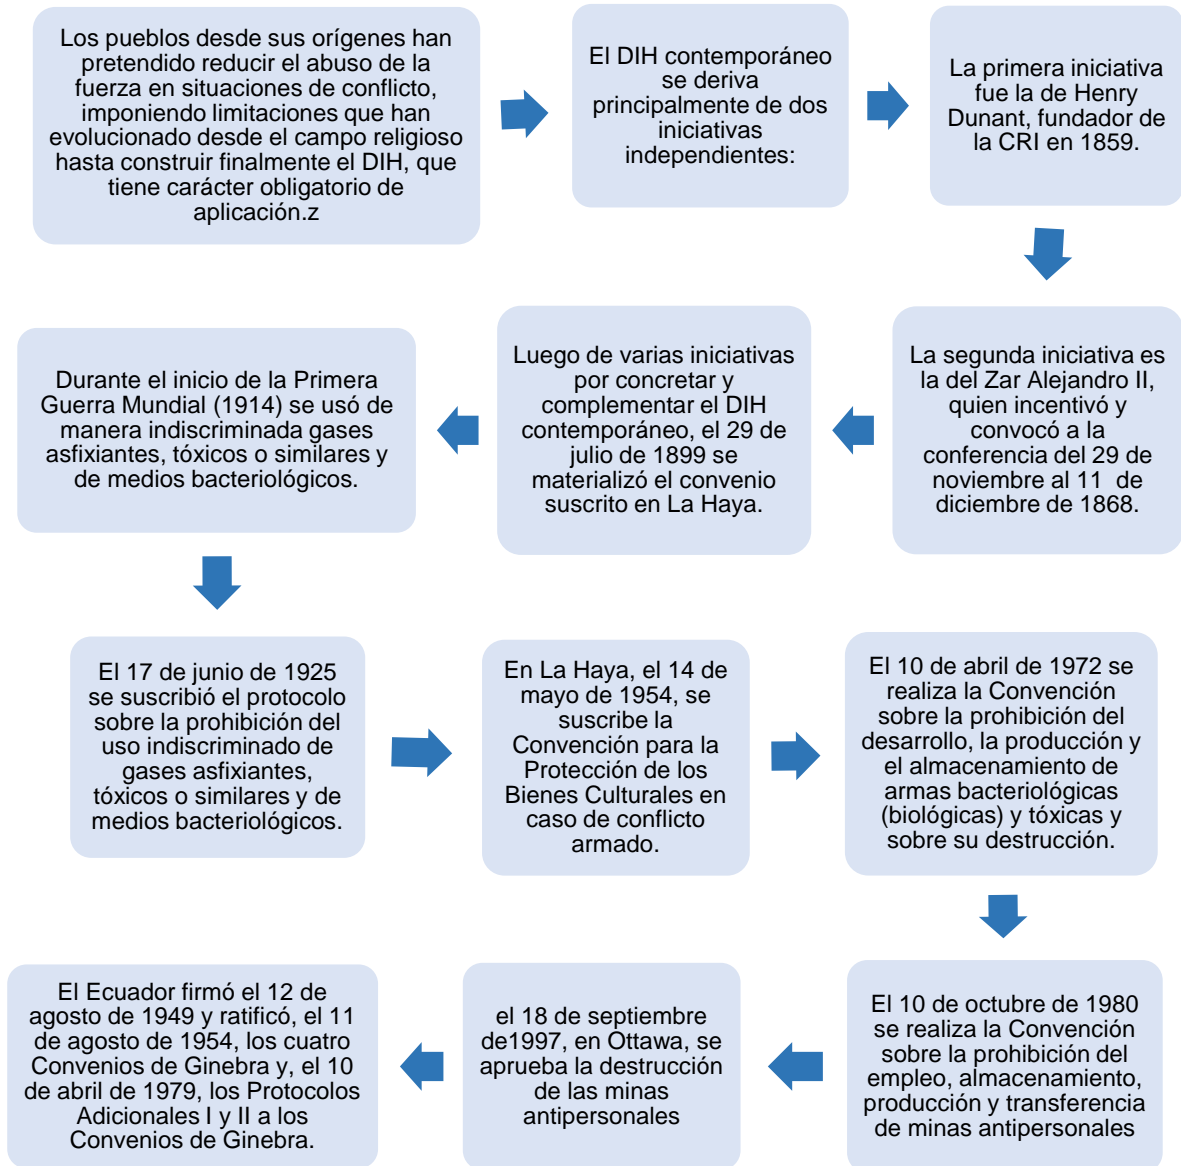 Los pueblos desde sus orígenes han
pretendido reducir el abuso de la
fuerza en situaciones de conflicto,
imponiendo limitaciones que han
evolucionado desde el campo religioso
hasta construir finalmente el DIH, que
tiene carácter obligatorio de
aplicación.z
El DIH contemporáneo
se deriva
principalmente de dos
iniciativas
independientes:
La primera iniciativa
fue la de Henry
Dunant, fundador de
la CRI en 1859.
La segunda iniciativa es
la del Zar Alejandro II,
quien incentivó y
convocó a la
conferencia del 29 de
noviembre al 11 de
diciembre de 1868.
Luego de varias iniciativas
por concretar y
complementar el DIH
contemporáneo, el 29 de
julio de 1899 se
materializó el convenio
suscrito en La Haya.
Durante el inicio de la Primera
Guerra Mundial (1914) se usó de
manera indiscriminada gases
asfixiantes, tóxicos o similares y
de medios bacteriológicos.
El 17 de junio de 1925
se suscribió el protocolo
sobre la prohibición del
uso indiscriminado de
gases asfixiantes,
tóxicos o similares y de
medios bacteriológicos.
En La Haya, el 14 de
mayo de 1954, se
suscribe la
Convención para la
Protección de los
Bienes Culturales en
caso de conflicto
armado.
El 10 de abril de 1972 se
realiza la Convención
sobre la prohibición del
desarrollo, la producción y
el almacenamiento de
armas bacteriológicas
(biológicas) y tóxicas y
sobre su destrucción.
El 10 de octubre de 1980
se realiza la Convención
sobre la prohibición del
empleo, almacenamiento,
producción y transferencia
de minas antipersonales
el 18 de septiembre
de1997, en Ottawa, se
aprueba la destrucción
de las minas
antipersonales
El Ecuador firmó el 12 de
agosto de 1949 y ratificó, el 11
de agosto de 1954, los cuatro
Convenios de Ginebra y, el 10
de abril de 1979, los Protocolos
Adicionales I y II a los
Convenios de Ginebra.